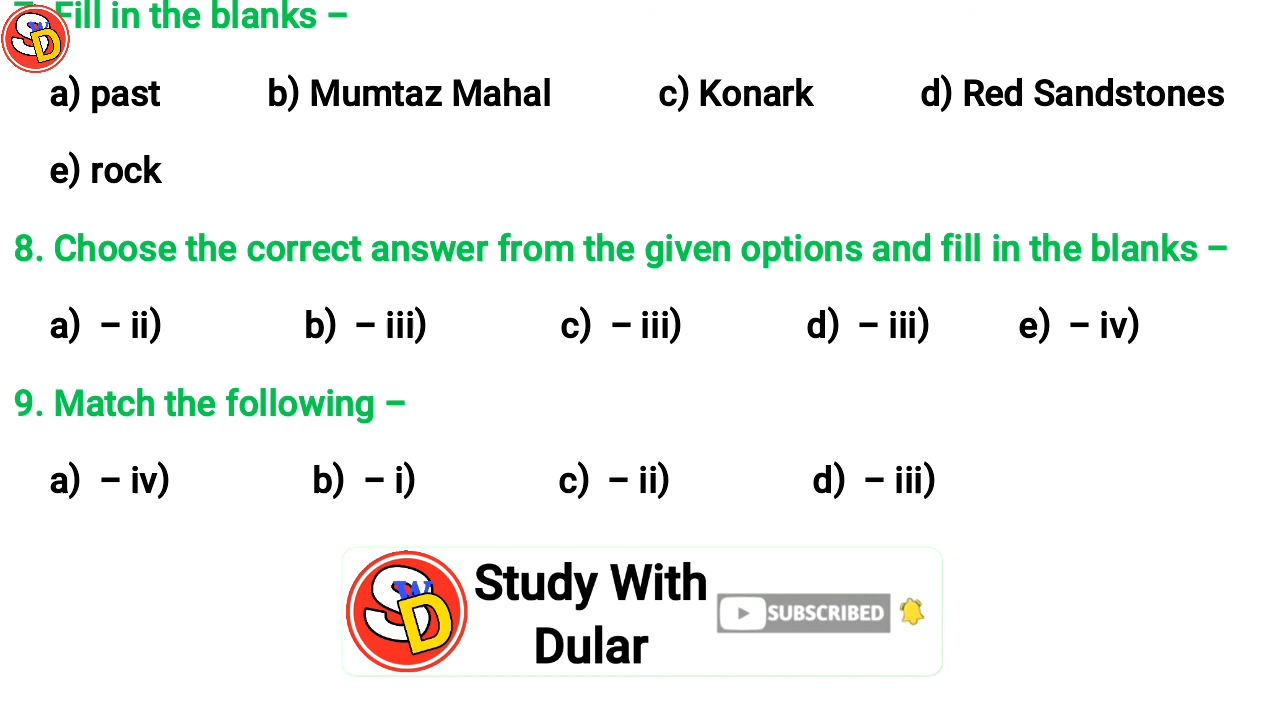 7. Fill in the blanks –
a) past b) Mumtaz Mahal c) Konark d) Red Sandstones
e) rock
8. Choose the correct answer from the given options and fill in the blanks –
a) – ii) b) – iii) c) – iii) d) – iii) e) – iv)
9. Match the following –
a) – iv) b) – i) c) – ii) d) – iii)
SWD
Study With
Dular
SUBSCRIBED